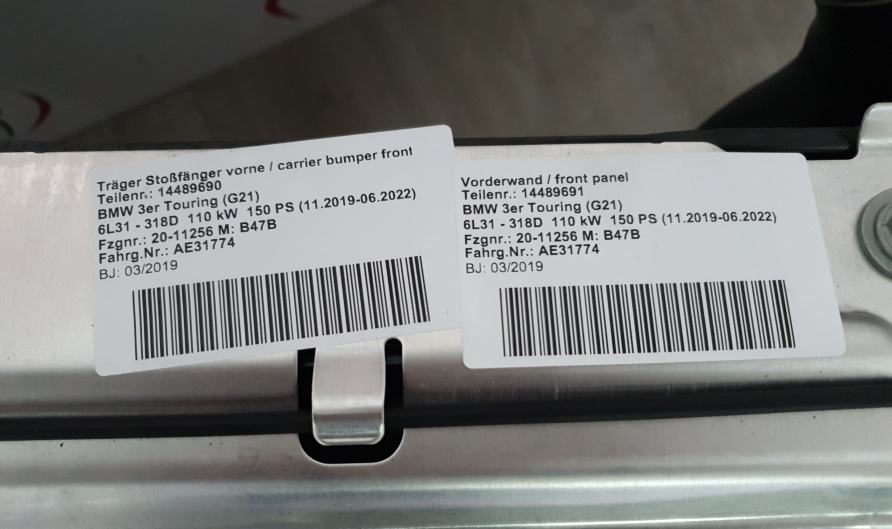 Träger Stoßfänger vorne / carrier bumper front
Teilenr.: 14489690
BMW 3er Touring (G21)
6L31 - 318D 110 kW 150 PS (11.2019-06.2022)
Fzgnr.: 20-11256 M: B47B
Fahrg.Nr.: AE31774
BJ: 03/2019
Vorderwand / front panel
Teilenr.: 14489691
BMW 3er Touring (G21)
6L31 - 318D 110 kW 150 PS (11.2019-06.2022)
Fzgnr.: 20-11256 M: B47B
Fahrg.Nr.: AE31774
BJ: 03/2019